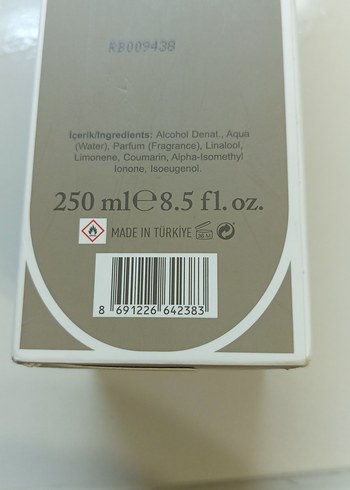 RB009438
İçerik/Ingredients: Alcohol Denat., Aqua
(Water), Parfum (Fragrance), Linalool,
Limonene, Coumarin, Alpha-Isomethyl
Ionone, Isoeugenol.
250 ml℮8.5 fl. oz.
MADE IN TÜRKİYE
8 691226 642383